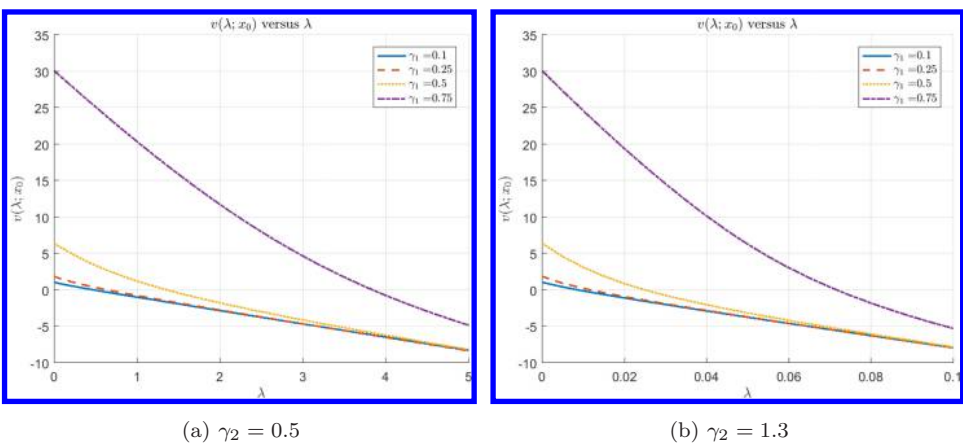 v(λ; x₀) versus λ
35
30
25
20
15
10
5
0
-5
-10
v(λ; x₀)
γ₁ =0.1
γ₁ =0.25
γ₁ =0.5
γ₁ =0.75
0 1 2 3 4 5
λ
(a) γ₂ = 0.5
v(λ; x₀) versus λ
35
30
25
20
15
10
5
0
-5
-10
v(λ; x₀)
γ₁ =0.1
γ₁ =0.25
γ₁ =0.5
γ₁ =0.75
0 0.02 0.04 0.06 0.08 0.1
λ
(b) γ₂ = 1.3